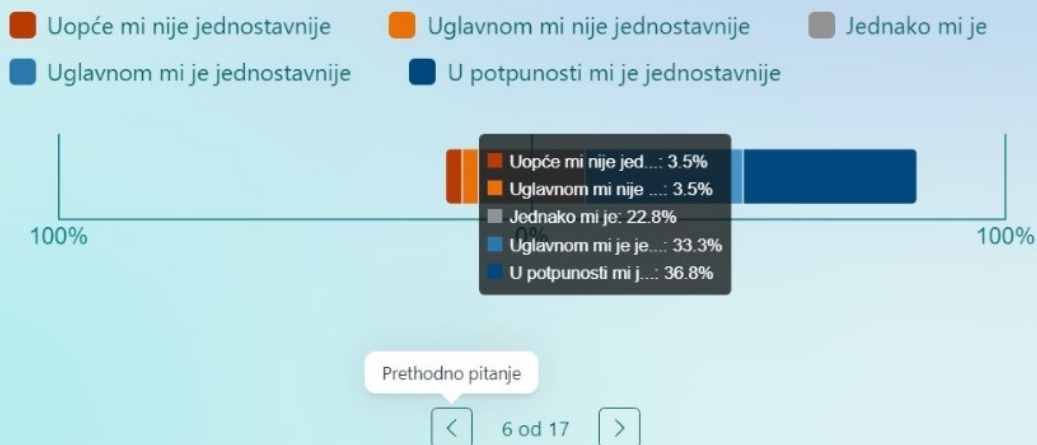 Uopće mi nije jednostavnije Uglavnom mi nije jednostavnije Jednako mi je
Uglavnom mi je jednostavnije U potpunosti mi je jednostavnije
Uopće mi nije jed...: 3.5%
Uglavnom mi nije ...: 3.5%
Jednako mi je: 22.8%
Uglavnom mi je je...: 33.3%
U potpunosti mi j...: 36.8%
100% 0% 100%
Prethodno pitanje
< 6 od 17 >